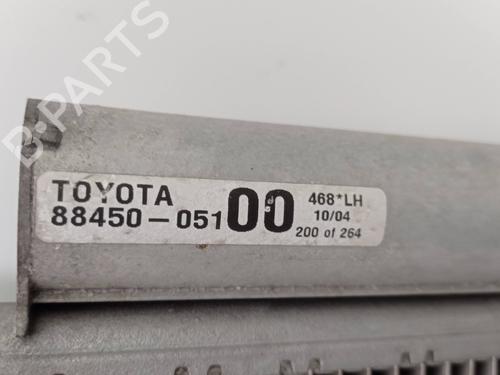 B-PARTS
TOYOTA
88450-05100
468*LH
10/04
200 of 264